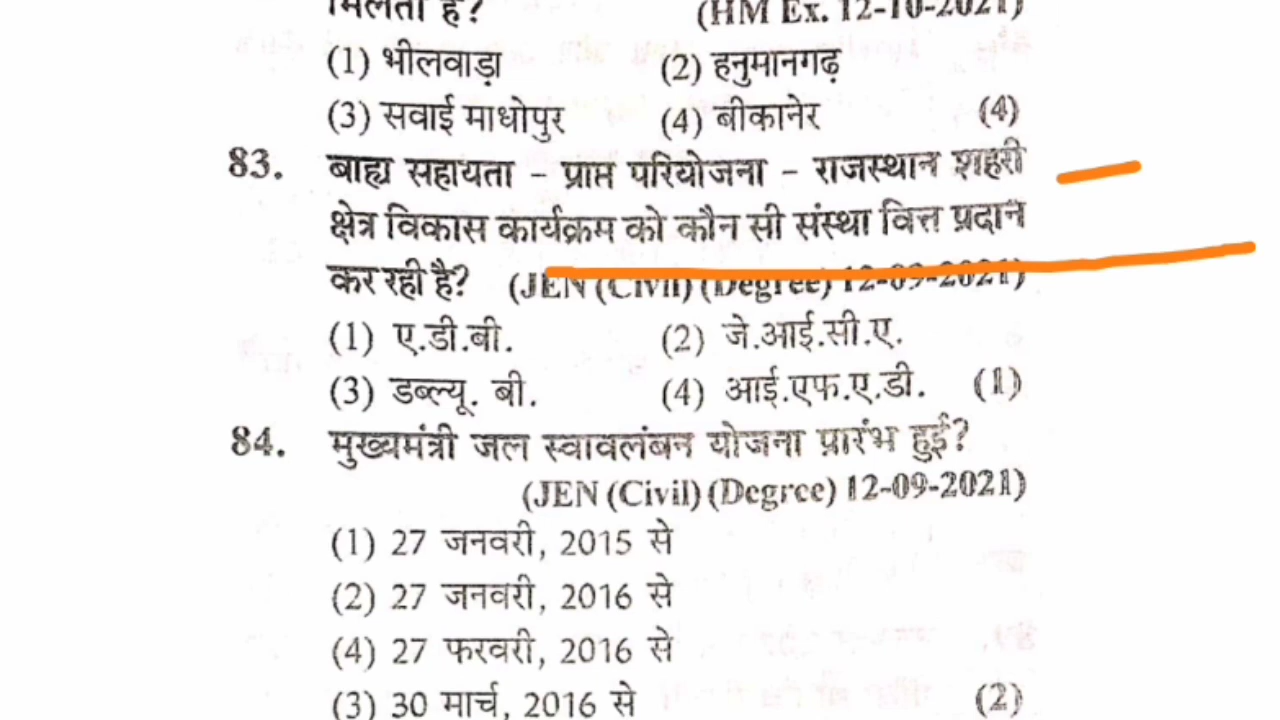 मिलता है? (HM Ex. 12-10-2021)
(1) भीलवाड़ा (2) हनुमानगढ़
(3) सवाई माधोपुर (4) बीकानेर (4)
83. बाह्य सहायता - प्राप्त परियोजना - राजस्थान शहरी
क्षेत्र विकास कार्यक्रम को कौन सी संस्था वित्त प्रदान
कर रही है? (JEN (Civil) (Degree) 12-09-2021)
(1) ए.डी.बी. (2) जे.आई.सी.ए.
(3) डब्ल्यू. बी. (4) आई.एफ.ए.डी. (1)
84. मुख्यमंत्री जल स्वावलंबन योजना प्रारंभ हुई?
(JEN (Civil) (Degree) 12-09-2021)
(1) 27 जनवरी, 2015 से
(2) 27 जनवरी, 2016 से
(4) 27 फरवरी, 2016 से
(3) 30 मार्च, 2016 से (2)